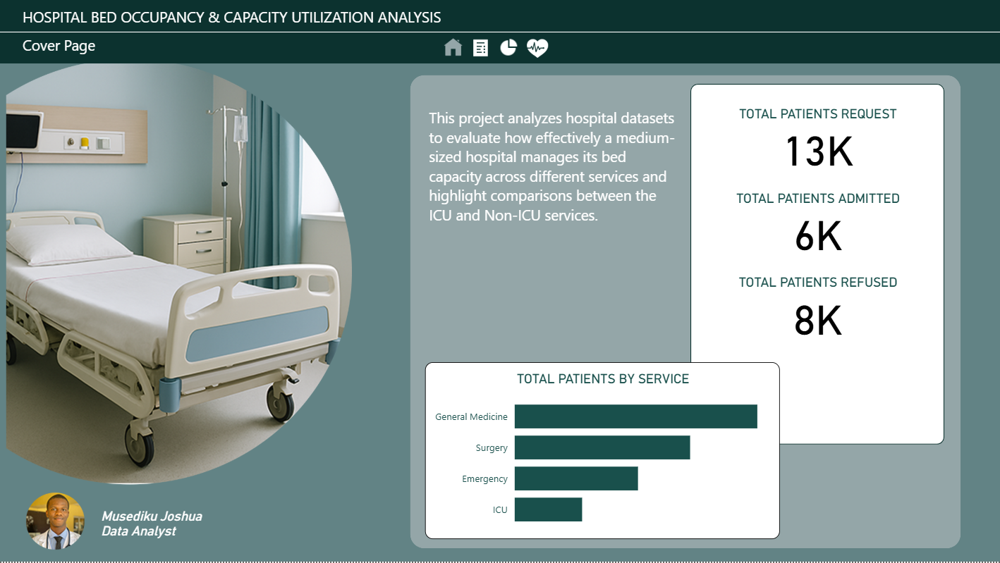 HOSPITAL BED OCCUPANCY & CAPACITY UTILIZATION ANALYSIS
Cover Page
This project analyzes hospital datasets
to evaluate how effectively a medium-
sized hospital manages its bed
capacity across different services and
highlight comparisons between the
ICU and Non-ICU services.
TOTAL PATIENTS REQUEST
13K
TOTAL PATIENTS ADMITTED
6K
TOTAL PATIENTS REFUSED
8K
TOTAL PATIENTS BY SERVICE
General Medicine
Surgery
Emergency
ICU
Musediku Joshua
Data Analyst